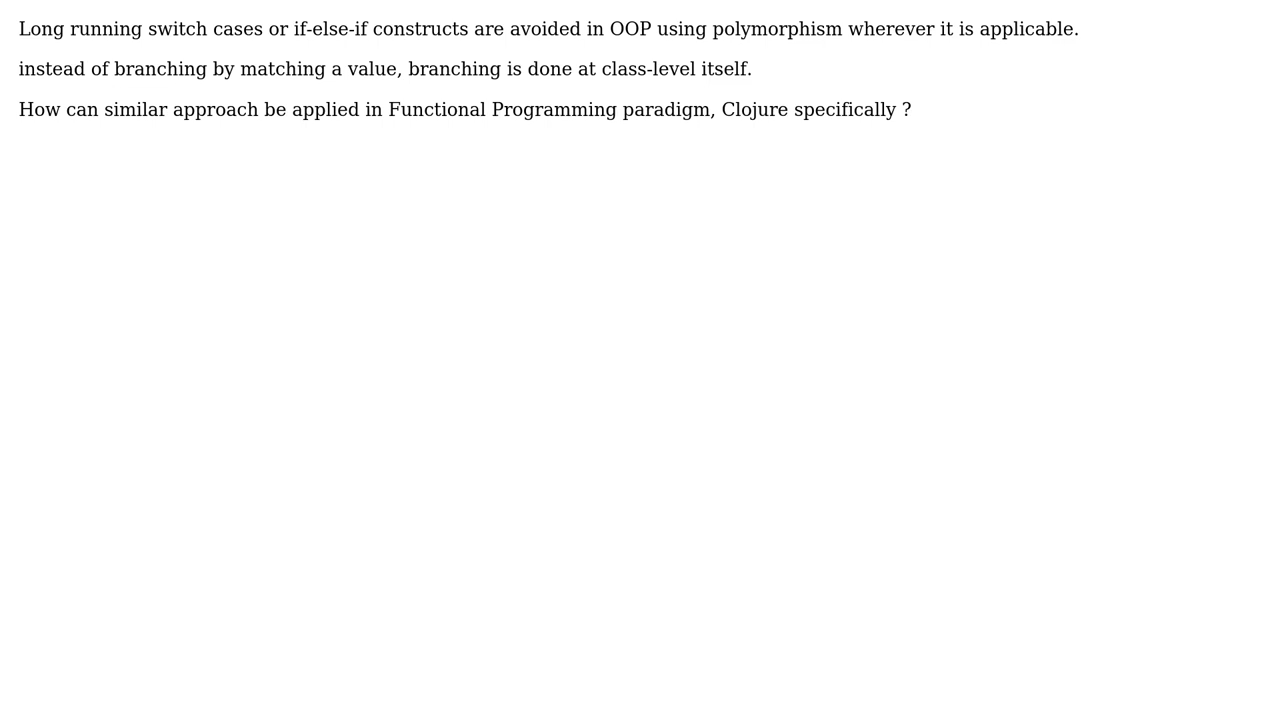 Long running switch cases or if-else-if constructs are avoided in OOP using polymorphism wherever it is applicable.
instead of branching by matching a value, branching is done at class-level itself.
How can similar approach be applied in Functional Programming paradigm, Clojure specifically ?